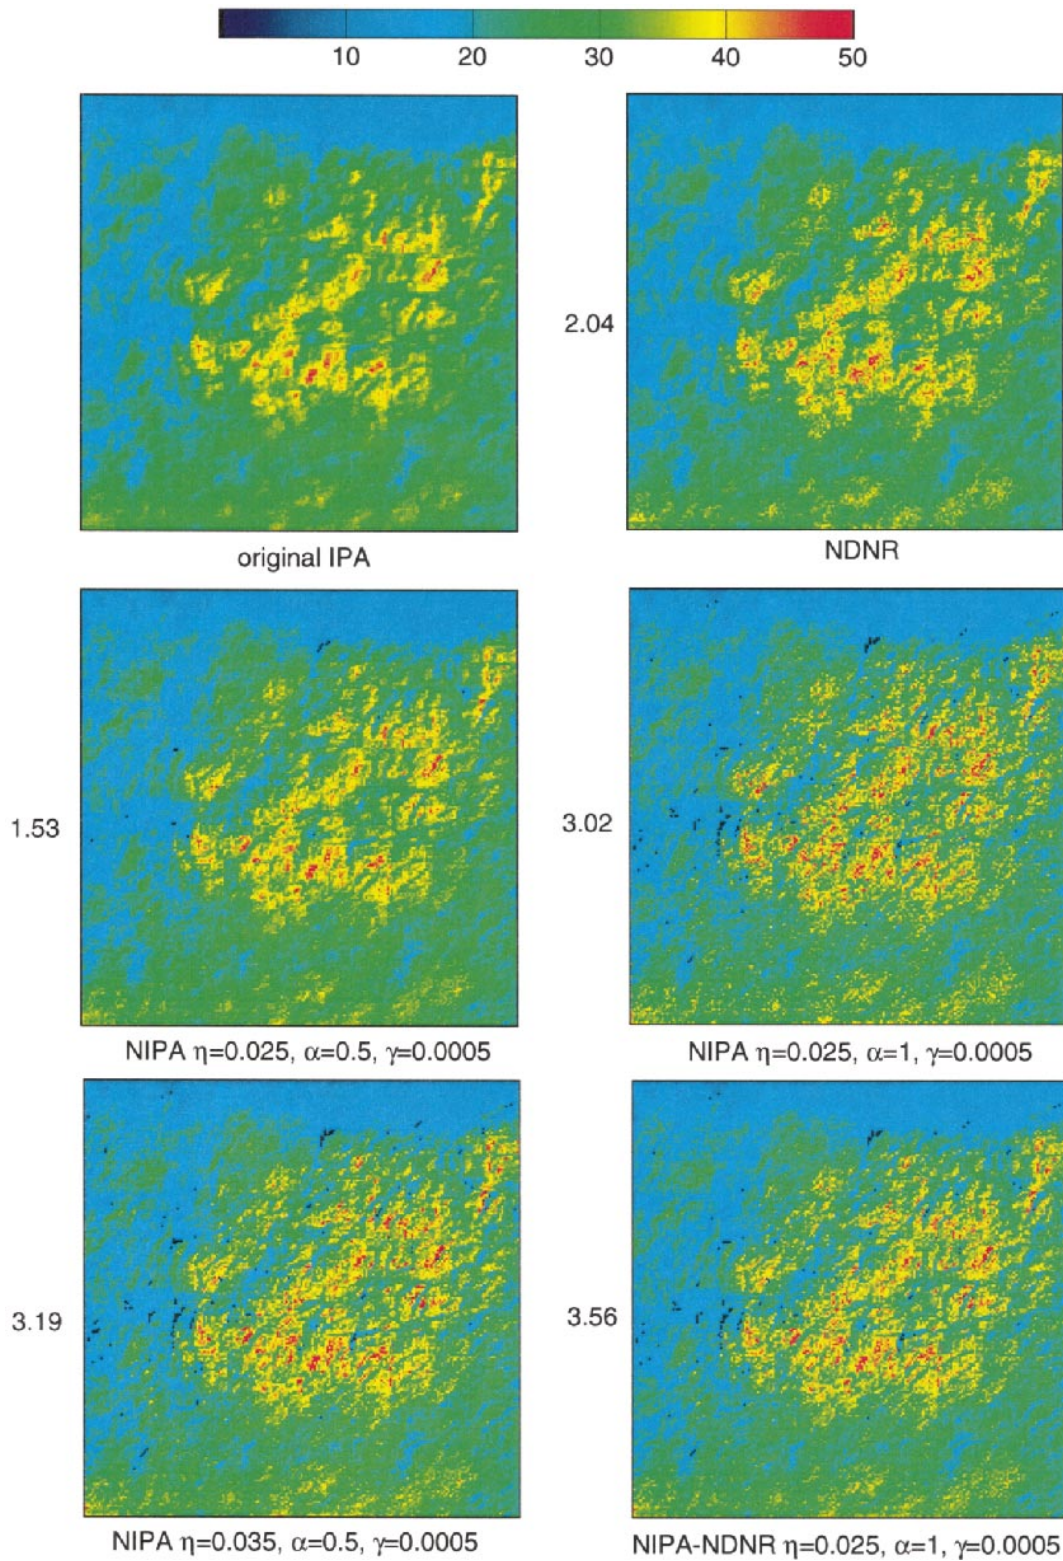 10 20 30 40 50
2.04
original IPA
NDNR
1.53
3.02
NIPA η=0.025, α=0.5, γ=0.0005
NIPA η=0.025, α=1, γ=0.0005
3.19
3.56
NIPA η=0.035, α=0.5, γ=0.0005
NIPA-NDNR η=0.025, α=1, γ=0.0005